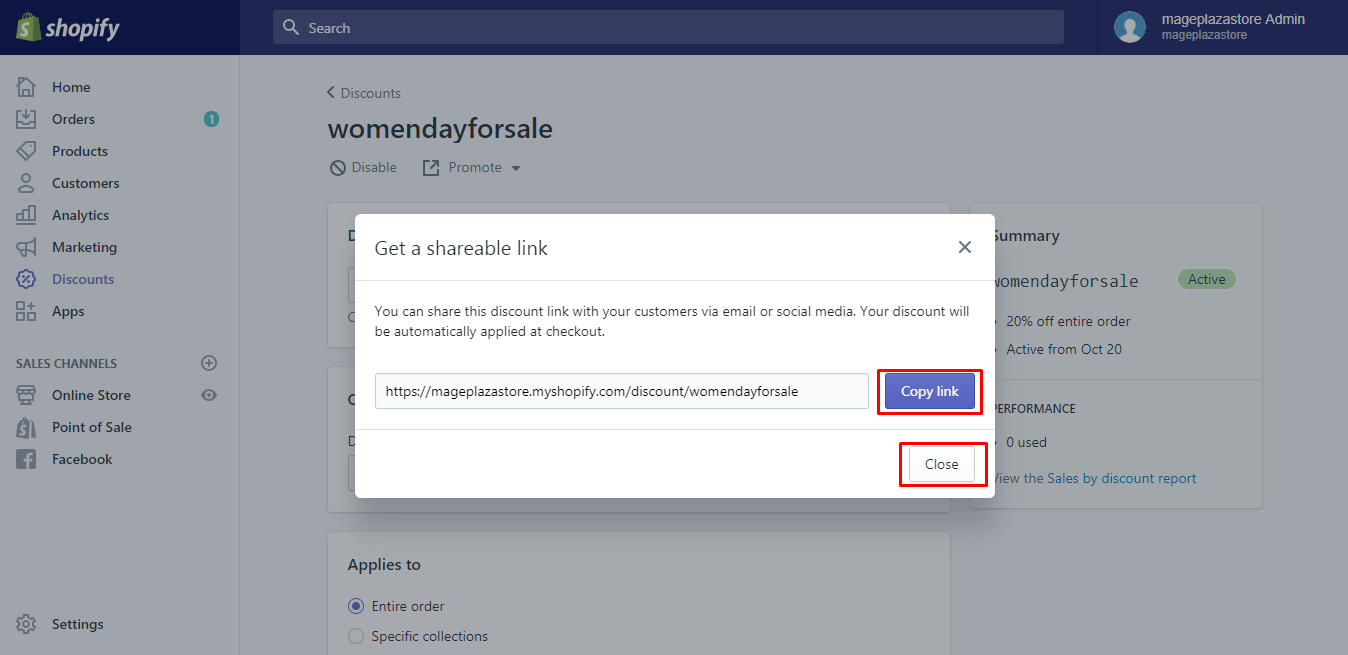 shopify
Search
mageplazastore Admin
mageplazastore
Home
Orders 1
Products
Customers
Analytics
Marketing
Discounts
Apps
SALES CHANNELS
Online Store
Point of Sale
Facebook
Settings
Discounts
womendayforsale
Disable Promote
Get a shareable link
You can share this discount link with your customers via email or social media. Your discount will
be automatically applied at checkout.
https://mageplazastore.myshopify.com/discount/womendayforsale Copy link
Close
Applies to
Entire order
Specific collections
Summary
womendayforsale Active
20% off entire order
Active from Oct 20
PERFORMANCE
0 used
View the Sales by discount report